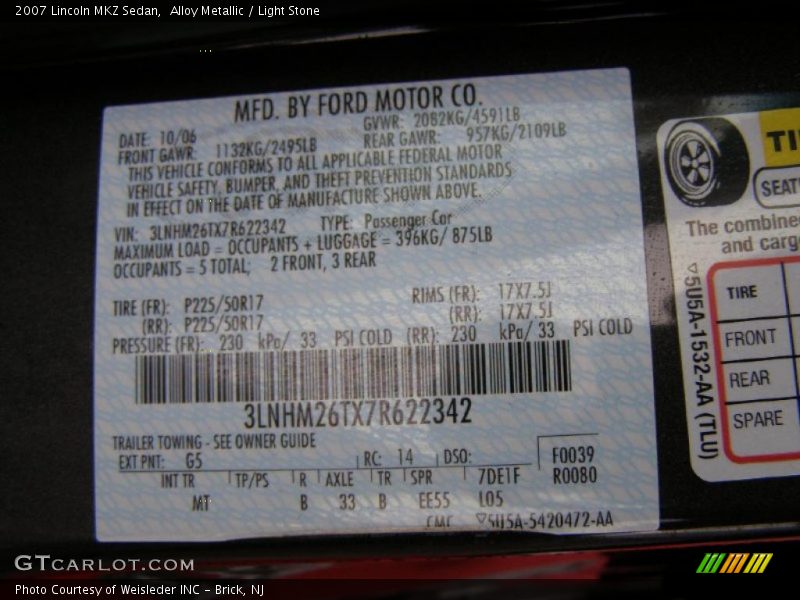 2007 Lincoln MKZ Sedan,  Alloy Metallic / Light Stone
MFD. BY FORD MOTOR CO.
DATE: 10/06
GVWR: 2082KG/4591LB
FRONT GAWR: 1132KG/2495LB
REAR GAWR: 957KG/2109LB
THIS VEHICLE CONFORMS TO ALL APPLICABLE FEDERAL MOTOR
VEHICLE SAFETY, BUMPER, AND THEFT PREVENTION STANDARDS
IN EFFECT ON THE DATE OF MANUFACTURE SHOWN ABOVE.
VIN: 3LNHM26TX7R622342 TYPE: Passenger Car
MAXIMUM LOAD = OCCUPANTS + LUGGAGE = 396KG/ 875LB
OCCUPANTS = 5 TOTAL; 2 FRONT, 3 REAR
TIRE (FR): P225/50R17 RIMS (FR): 17X7.5J
(RR): P225/50R17 (RR): 17X7.5J
PRESSURE (FR): 230 kPa/ 33 PSI COLD (RR): 230 kPa/ 33 PSI COLD
3LNHM26TX7R622342
TRAILER TOWING - SEE OWNER GUIDE
EXT PNT: G5 RC: 14 DSO: F0039
INT TR TP/PS R AXLE TR SPR 7DE1F R0080
MT B 33 B EE55 L05
▽5U5A-5420472-AA
TI
SEAT
The combine
and carg
TIRE
FRONT
REAR
SPARE
▽5U5A-1532-AA (TLU)
GTCARLOT.COM
Photo Courtesy of Weisleder INC - Brick, NJ